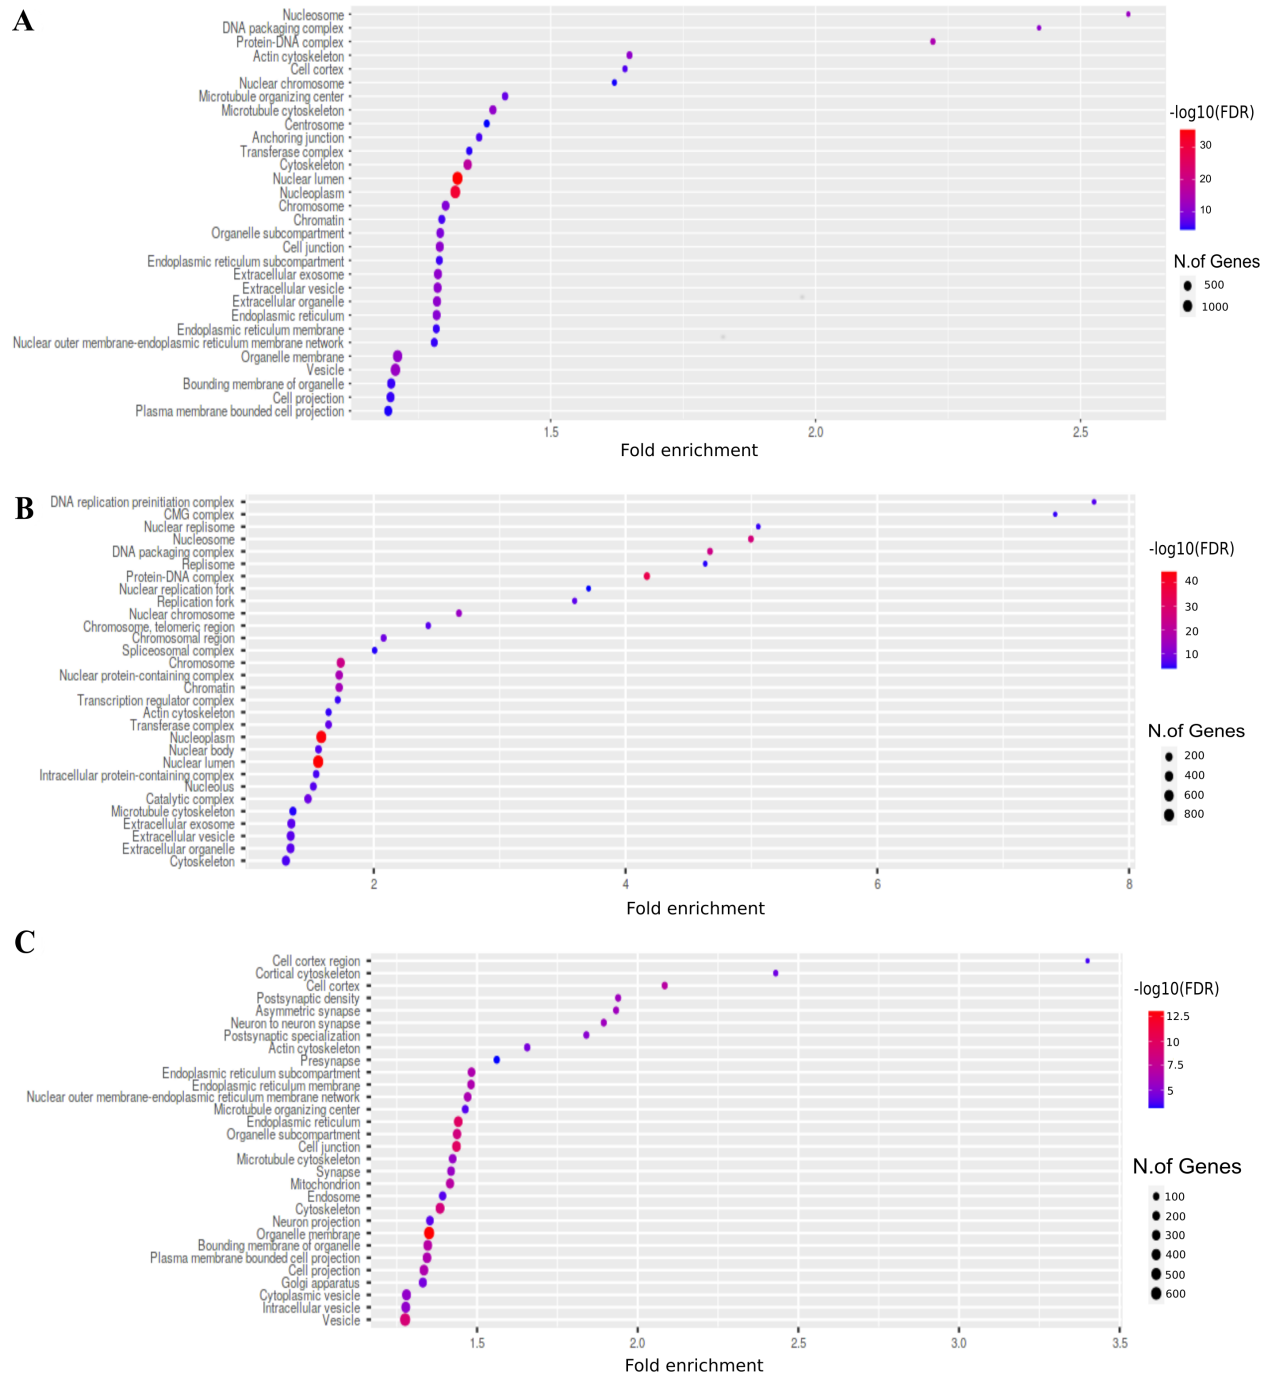 A
Nucleosome
DNA packaging complex
Protein-DNA complex
Actin cytoskeleton
Cell cortex
Nuclear chromosome
Microtubule organizing center
Microtubule cytoskeleton
Centrosome
Anchoring junction
Transferase complex
Cytoskeleton
Nuclear lumen
Nucleoplasm
Chromosome
Chromatin
Organelle subcompartment
Cell junction
Endoplasmic reticulum subcompartment
Extracellular exosome
Extracellular vesicle
Extracellular organelle
Endoplasmic reticulum
Endoplasmic reticulum membrane
Nuclear outer membrane-endoplasmic reticulum membrane network
Organelle membrane
Vesicle
Bounding membrane of organelle
Cell projection
Plasma membrane bounded cell projection
1.5 2.0 2.5
Fold enrichment
-log10(FDR)
30
20
10
N.of Genes
500
1000
B
DNA replication preinitiation complex
CMG complex
Nuclear replisome
Nucleosome
DNA packaging complex
Replisome
Protein-DNA complex
Nuclear replication fork
Replication fork
Nuclear chromosome
Chromosome, telomeric region
Chromosomal region
Spliceosomal complex
Chromosome
Nuclear protein-containing complex
Chromatin
Transcription regulator complex
Actin cytoskeleton
Transferase complex
Nucleoplasm
Nuclear body
Nuclear lumen
Intracellular protein-containing complex
Nucleolus
Catalytic complex
Microtubule cytoskeleton
Extracellular exosome
Extracellular vesicle
Extracellular organelle
Cytoskeleton
2 4 6 8
Fold enrichment
-log10(FDR)
40
30
20
10
N.of Genes
200
400
600
800
C
Cell cortex region
Cortical cytoskeleton
Cell cortex
Postsynaptic density
Asymmetric synapse
Neuron to neuron synapse
Postsynaptic specialization
Actin cytoskeleton
Presynapse
Endoplasmic reticulum subcompartment
Endoplasmic reticulum membrane
Nuclear outer membrane-endoplasmic reticulum membrane network
Microtubule organizing center
Endoplasmic reticulum
Organelle subcompartment
Cell junction
Microtubule cytoskeleton
Synapse
Mitochondrion
Endosome
Cytoskeleton
Neuron projection
Organelle membrane
Bounding membrane of organelle
Plasma membrane bounded cell projection
Cell projection
Golgi apparatus
Cytoplasmic vesicle
Intracellular vesicle
Vesicle
1.5 2.0 2.5 3.0 3.5
Fold enrichment
-log10(FDR)
12.5
10
7.5
5
N.of Genes
100
200
300
400
500
600